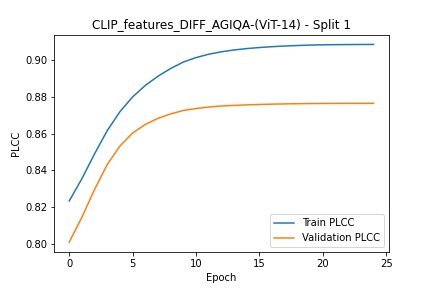 CLIP_features_DIFF_AGIQA-(ViT-14) - Split 1
PLCC
0.90
0.88
0.86
0.84
0.82
0.80
Train PLCC
Validation PLCC
0 5 10 15 20 25
Epoch